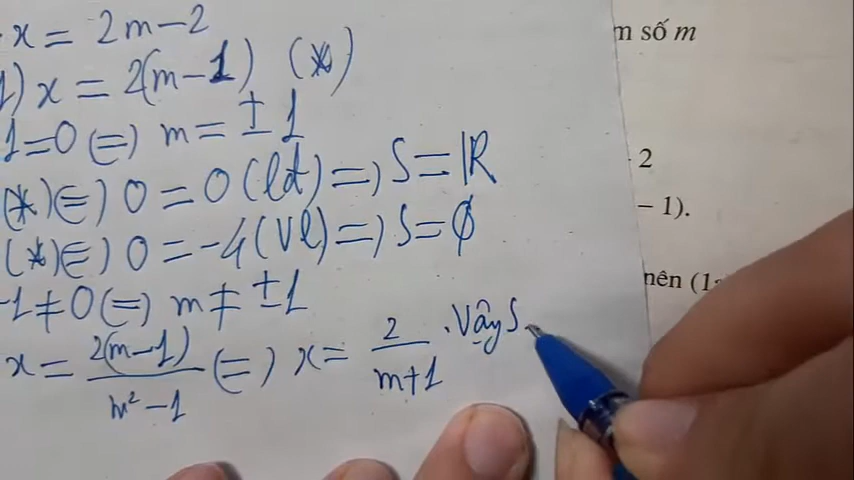 x = 2m-2
1) x = 2(m-1) (*)
1=0 (=) m = ± 1
(*) (=) 0 = 0 (lđ) =) S = ℝ
(*) (=) 0 = -4 (Vl) =) S = ∅
-1 ≠ 0 (=) m ≠ ±1
x = 2(m-1)/m²-1 (=) x = 2/m+1 . Vậy S
m số m
2
– 1).
nên (1